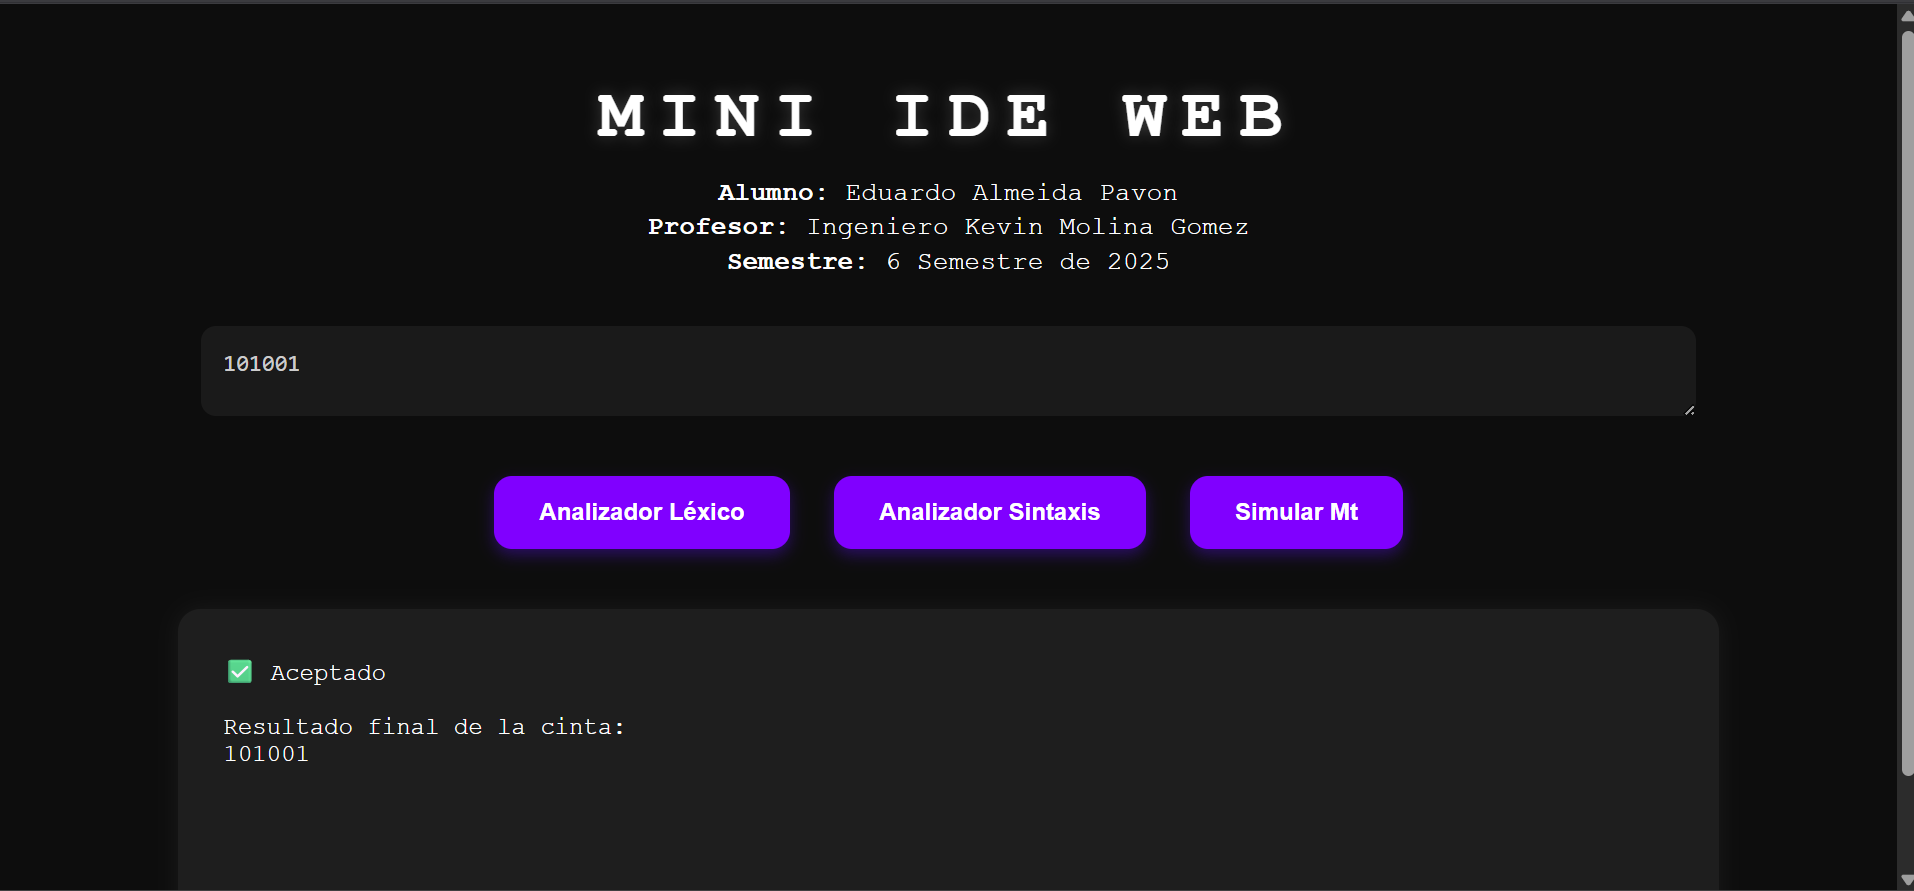 MINI IDE WEB
Alumno: Eduardo Almeida Pavon
Profesor: Ingeniero Kevin Molina Gomez
Semestre: 6 Semestre de 2025
101001
Analizador Léxico
Analizador Sintaxis
Simular Mt
✅ Aceptado
Resultado final de la cinta:
101001